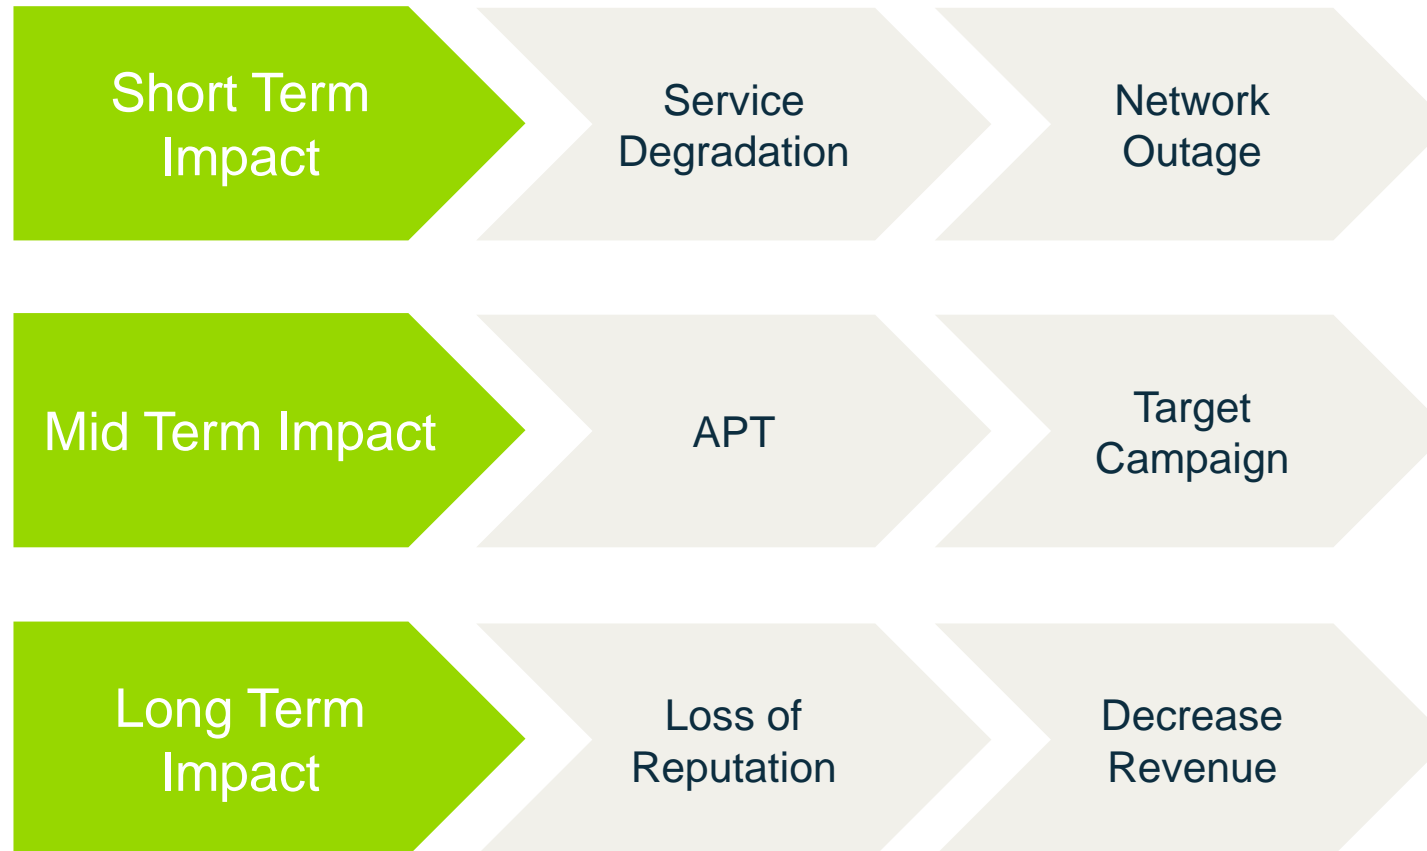 Short Term
Impact
Service
Degradation
Network
Outage
Mid Term Impact
APT
Target
Campaign
Long Term
Impact
Loss of
Reputation
Decrease
Revenue